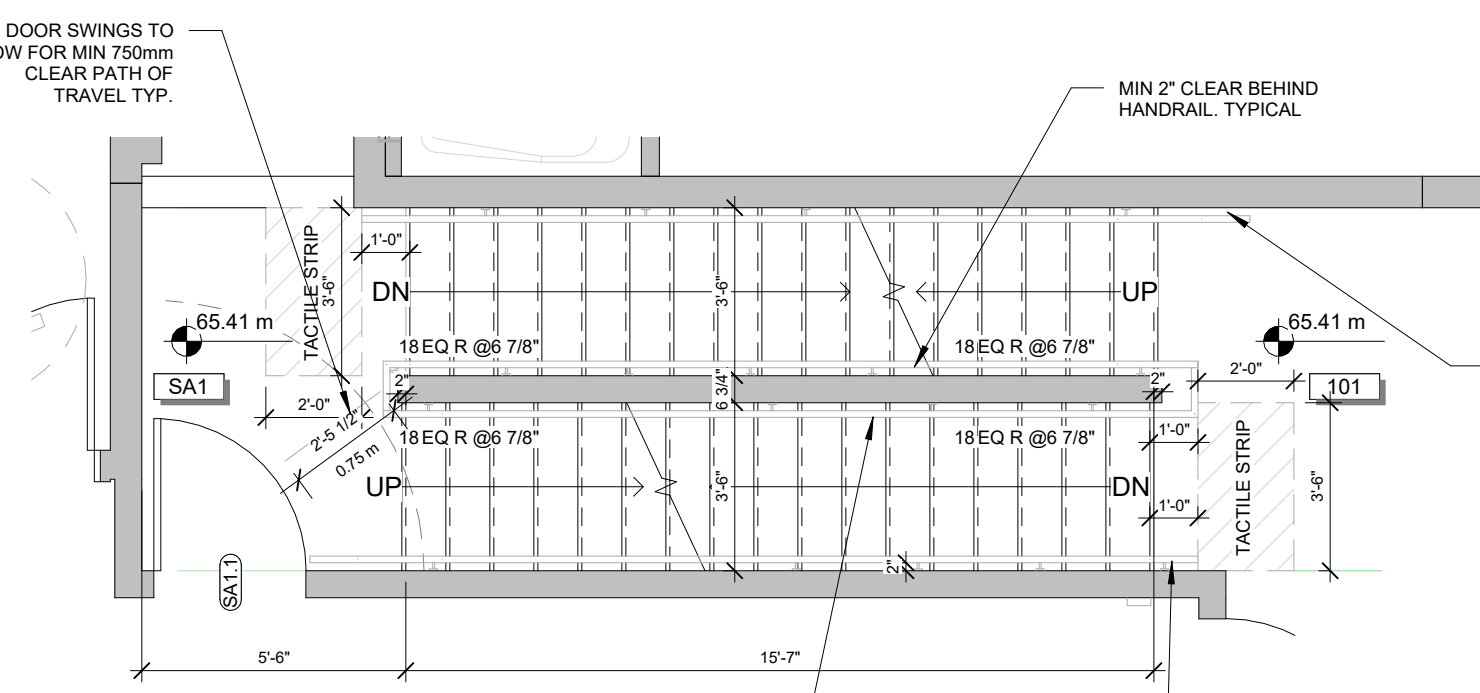 DOOR SWINGS TO
OW FOR MIN 750mm
CLEAR PATH OF
TRAVEL TYP.
MIN 2" CLEAR BEHIND
HANDRAIL. TYPICAL
TACTILE STRIP
3'-6"
1'-0"
DN
3'-6"
UP
65.41 m
65.41 m
18 EQ R @6 7/8"
18 EQ R @6 7/8"
SA1
2'-0"
2"
6 3/4"
2"
2'-0"
101
2'-5 1/2"
0.75 m
18 EQ R @6 7/8"
18 EQ R @6 7/8"
1'-0"
UP
3'-6"
DN
1'-0"
TACTILE STRIP
3'-6"
2"
SA1.1
5'-6"
15'-7"